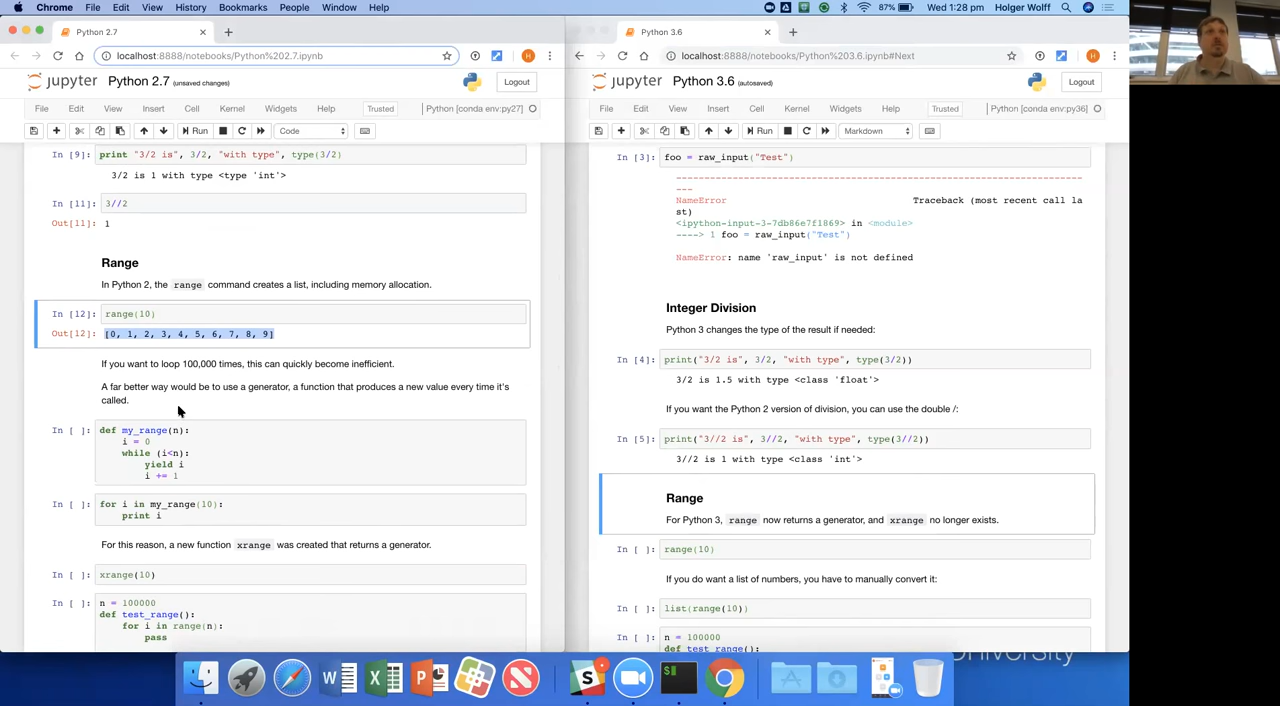 Chrome File Edit View History Bookmarks People Window Help 87% Wed 1:28 pm Holger Wolff
Python 2.7
localhost:8888/notebooks/Python%202.7.ipynb
jupyter Python 2.7 (unsaved changes) Logout
File Edit View Insert Cell Kernel Widgets Help Trusted Python [conda env:py27]
Run Code
In [9]: print "3/2 is", 3/2, "with type", type(3/2)
3/2 is 1 with type <type 'int'>
In [11]: 3//2
Out[11]: 1
Range
In Python 2, the range command creates a list, including memory allocation.
In [12]: range(10)
Out[12]: [0, 1, 2, 3, 4, 5, 6, 7, 8, 9]
If you want to loop 100,000 times, this can quickly become inefficient.
A far better way would be to use a generator, a function that produces a new value every time it's
called.
In [ ]: def my_range(n):
i = 0
while (i<n):
yield i
i += 1
In [ ]: for i in my_range(10):
print i
For this reason, a new function xrange was created that returns a generator.
In [ ]: xrange(10)
In [ ]: n = 100000
def test_range():
for i in range(n):
pass
Python 3.6
localhost:8888/notebooks/Python%203.6.ipynb#Next
jupyter Python 3.6 (autosaved) Logout
File Edit View Insert Cell Kernel Widgets Help Trusted Python [conda env:py36]
Run Markdown
In [3]: foo = raw_input("Test")
---------------------------------------------------------------------------
NameError Traceback (most recent call la
st)
<ipython-input-3-7db86e7f1869> in <module>
----> 1 foo = raw_input("Test")
NameError: name 'raw_input' is not defined
Integer Division
Python 3 changes the type of the result if needed:
In [4]: print("3/2 is", 3/2, "with type", type(3/2))
3/2 is 1.5 with type <class 'float'>
If you want the Python 2 version of division, you can use the double /:
In [5]: print("3//2 is", 3//2, "with type", type(3//2))
3//2 is 1 with type <class 'int'>
Range
For Python 3, range now returns a generator, and xrange no longer exists.
In [ ]: range(10)
If you do want a list of numbers, you have to manually convert it:
In [ ]: list(range(10))
In [ ]: n = 100000
def test_range():
University